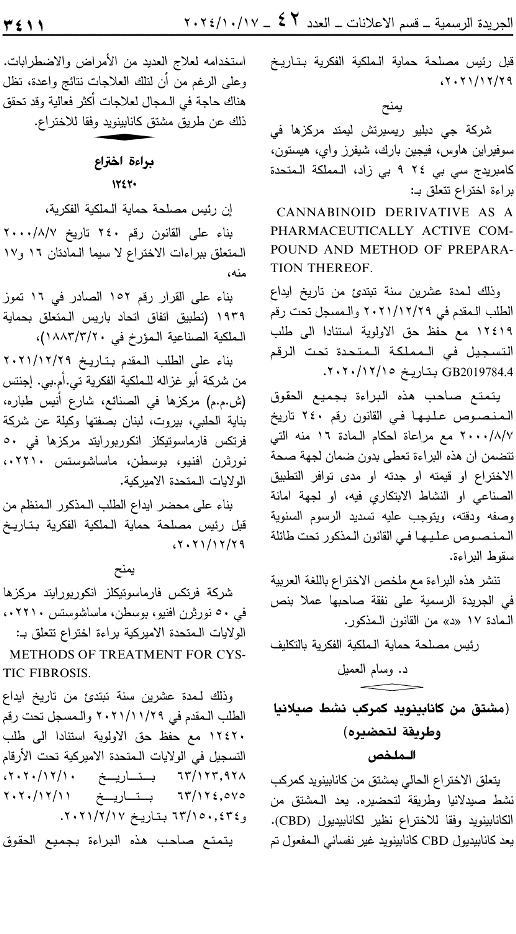 الجريدة الرسمية ــ قسم الاعلانات ــ العدد ٤٢ ــ ٢٠٢٤/١٠/١٧
٣٤١١
قبل رئيس مصلحة حماية الملكية الفكرية بتاريخ
٢٠٢١/١٢/٢٩،
يمنح
شركة جي دبليو ريسيرتش ليمتد مركزها في
سوفيراين هاوس، فيجين بارك، شيفرز واي، هيستون،
كامبريدج سي بي ٢٤ ٩ بي زاد، المملكة المتحدة
براءة اختراع تتعلق بـ:
CANNABINOID DERIVATIVE AS A
PHARMACEUTICALLY ACTIVE COM-
POUND AND METHOD OF PREPARA-
TION THEREOF.
وذلك لمدة عشرين سنة تبتدئ من تاريخ ايداع
الطلب المقدم في ٢٠٢١/١٢/٢٩ والمسجل تحت رقم
١٢٤١٩ مع حفظ حق الاولوية استنادا الى طلب
التسجيل في المملكة المتحدة تحت الرقم
GB2019784.4 بتاريخ ٢٠٢٠/١٢/١٥.
يتمتع صاحب هذه البراءة بجميع الحقوق
المنصوص عليها في القانون رقم ٢٤٠ تاريخ
٢٠٠٠/٨/٧ مع مراعاة احكام المادة ١٦ منه التي
تتضمن ان هذه البراءة تعطى بدون ضمان لجهة صحة
الاختراع او قيمته او جدته او مدى توافر التطبيق
الصناعي او النشاط الابتكاري فيه، او لجهة امانة
وصفه ودقته، ويتوجب عليه تسديد الرسوم السنوية
المنصوص عليها في القانون المذكور تحت طائلة
سقوط البراءة.
تنشر هذه البراءة مع ملخص الاختراع باللغة العربية
في الجريدة الرسمية على نفقة صاحبها عملا بنص
المادة ١٧ «د» من القانون المذكور.
رئيس مصلحة حماية الملكية الفكرية بالتكليف
د. وسام العميل
(مشتق من كانابينويد كمركب نشط صيلانيا
وطريقة لتحضيره)
الملخص
يتعلق الاختراع الحالي بمشتق من كانابينويد كمركب
نشط صيدلانيا وطريقة لتحضيره. يعد المشتق من
الكانابينويد وفقا للاختراع نظير لكانابيديول (CBD).
يعد كانابيديول CBD كانابينويد غير نفساني المفعول تم
استخدامه لعلاج العديد من الأمراض والاضطرابات.
وعلى الرغم من أن لتلك العلاجات نتائج واعدة، تظل
هناك حاجة في المجال لعلاجات أكثر فعالية وقد تحقق
ذلك عن طريق مشتق كانابينويد وفقا للاختراع.
براءة اختراع
١٢٤٢٠
إن رئيس مصلحة حماية الملكية الفكرية،
بناء على القانون رقم ٢٤٠ تاريخ ٢٠٠٠/٨/٧
المتعلق ببراءات الاختراع لا سيما المادتان ١٦ و١٧
منه،
بناء على القرار رقم ١٥٢ الصادر في ١٦ تموز
١٩٣٩ (تطبيق اتفاق اتحاد باريس المتعلق بحماية
الملكية الصناعية المؤرخ في ١٨٨٣/٣/٢٠)،
بناء على الطلب المقدم بتاريخ ٢٠٢١/١٢/٢٩
من شركة أبو غزاله للملكية الفكرية تي.أم.بي. إجنتس
(ش.م.م) مركزها في الصنائع، شارع أنيس طباره،
بناية الحلبي، بيروت، لبنان بصفتها وكيلة عن شركة
فرتكس فارماسوتيكلز انكوربورايتد مركزها في ٥٠
نورثرن افنيو، بوسطن، ماساشوستس ٠٢٢١٠،
الولايات المتحدة الاميركية.
بناء على محضر ايداع الطلب المذكور المنظم من
قبل رئيس مصلحة حماية الملكية الفكرية بتاريخ
٢٠٢١/١٢/٢٩،
يمنح
شركة فرتكس فارماسوتيكلز انكوربورايتد مركزها
في ٥٠ نورثرن افنيو، بوسطن، ماساشوستس ٠٢٢١٠،
الولايات المتحدة الاميركية براءة اختراع تتعلق بـ:
METHODS OF TREATMENT FOR CYS-
TIC FIBROSIS.
وذلك لمدة عشرين سنة تبتدئ من تاريخ ايداع
الطلب المقدم في ٢٠٢١/١١/٢٩ والمسجل تحت رقم
١٢٤٢٠ مع حفظ حق الاولوية استنادا الى طلب
التسجيل في الولايات المتحدة الاميركية تحت الأرقام
٦٣/١٢٣,٩٢٨ بتاريخ ٢٠٢٠/١٢/١٠،
٦٣/١٢٤,٥٧٥ بتاريخ ٢٠٢٠/١٢/١١
و٦٣/١٥٠,٤٣٤ بتاريخ ٢٠٢١/٢/١٧.
يتمتع صاحب هذه البراءة بجميع الحقوق